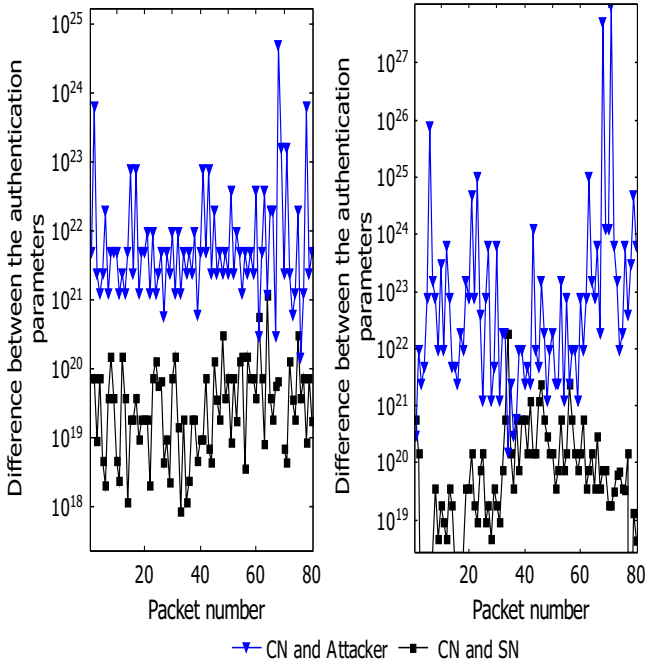 Difference between the authentication
parameters
10^25
10^24
10^23
10^22
10^21
10^20
10^19
10^18
20 40 60 80
Packet number
Difference between the authentication
parameters
10^27
10^26
10^25
10^24
10^23
10^22
10^21
10^20
10^19
20 40 60 80
Packet number
CN and Attacker CN and SN